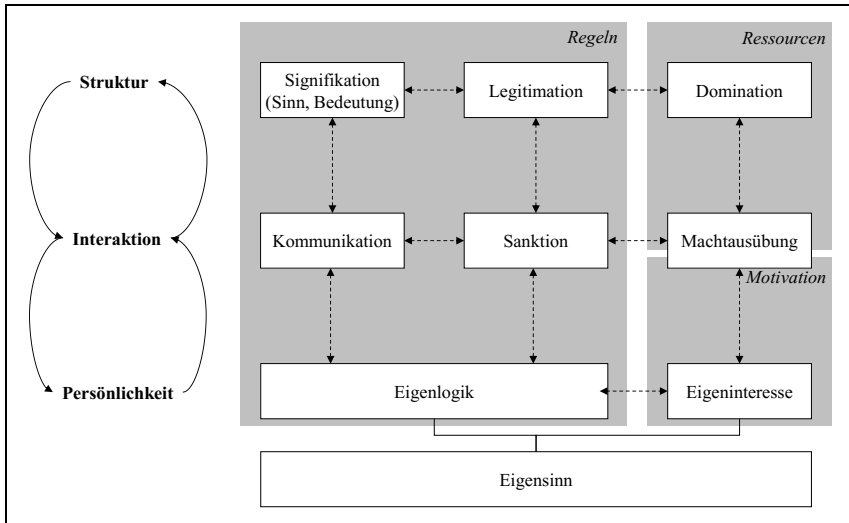 Regeln
Ressourcen
Struktur
Signifikation
(Sinn, Bedeutung)
Legitimation
Domination
Interaktion
Kommunikation
Sanktion
Machtausübung
Motivation
Persönlichkeit
Eigenlogik
Eigeninteresse
Eigensinn